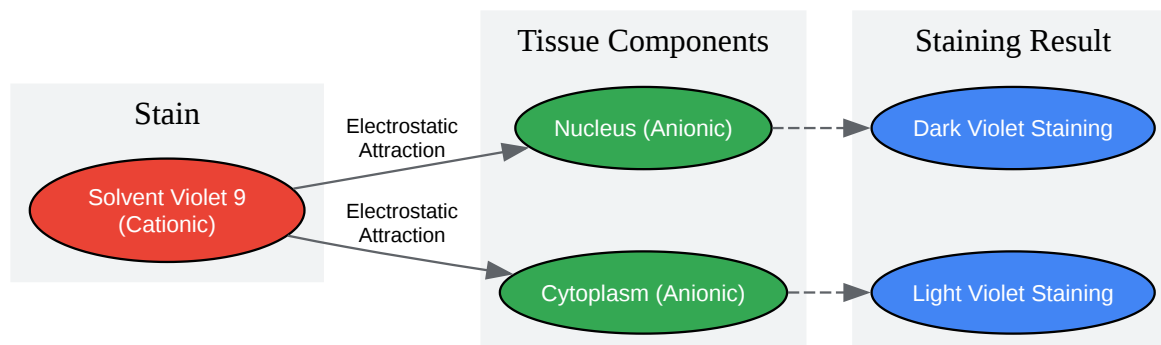 Stain
Solvent Violet 9
(Cationic)
Electrostatic
Attraction
Electrostatic
Attraction
Tissue Components
Nucleus (Anionic)
Cytoplasm (Anionic)
Staining Result
Dark Violet Staining
Light Violet Staining